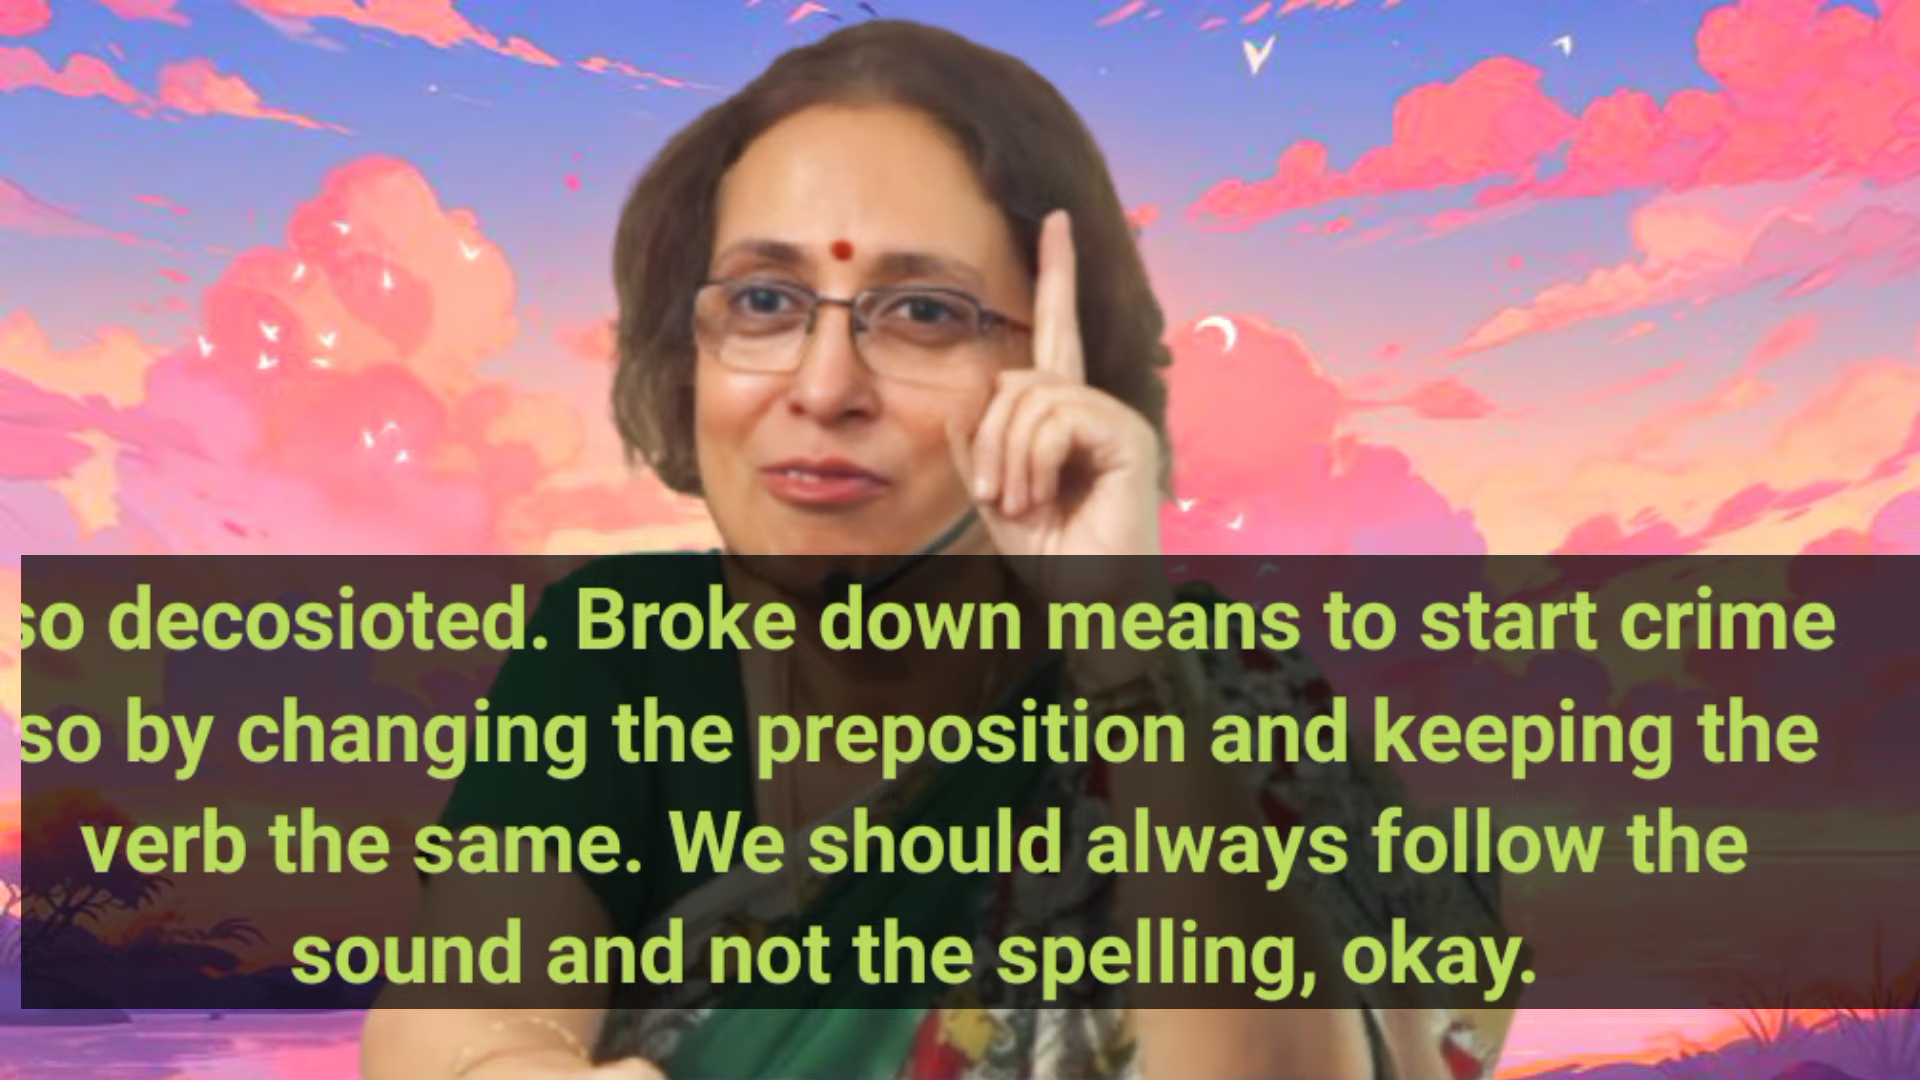 so decosioted. Broke down means to start crime
so by changing the preposition and keeping the
verb the same. We should always follow the
sound and not the spelling, okay.